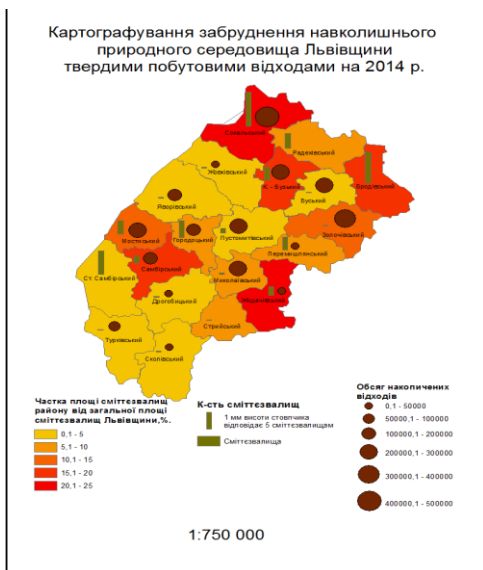 Картографування забруднення навколишнього
природного середовища Львівщини
твердими побутовими відходами на 2014 р.
Сокальський
Радехівський
Жовківський
К. - Буський
Бродівський
Буський
Яворівський
Золочівський
Мостиський
Городоцький
Пустомитівський
Перемишлянський
Самбірський
Ст. Самбірський
Миколаївський
Жидачівський
Дрогобицький
Стрийський
Турківський
Сколівський
Частка площі сміттєзвалищ
району від загальної площі
сміттєзвалищ Львівщини,%.
0,1 - 5
5,1 - 10
10,1 - 15
15,1 - 20
20,1 - 25
К-сть сміттєзвалищ
1 мм висоти стовпчика
відповідає 5 сміттєзвалищам
Сміттєзвалища
Обсяг накопичених
відходів
0,1 - 50000
50000,1 - 100000
100000,1 - 200000
200000,1 - 300000
300000,1 - 400000
400000,1 - 500000
1:750 000